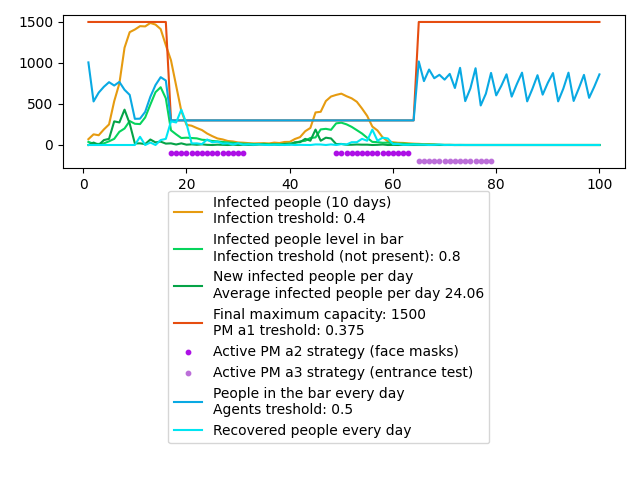 1500
1000
500
0
0
20
40
60
80
100
Infected people (10 days)
Infection treshold: 0.4
Infected people level in bar
Infection treshold (not present): 0.8
New infected people per day
Average infected people per day 24.06
Final maximum capacity: 1500
PM a1 treshold: 0.375
Active PM a2 strategy (face masks)
Active PM a3 strategy (entrance test)
People in the bar every day
Agents treshold: 0.5
Recovered people every day